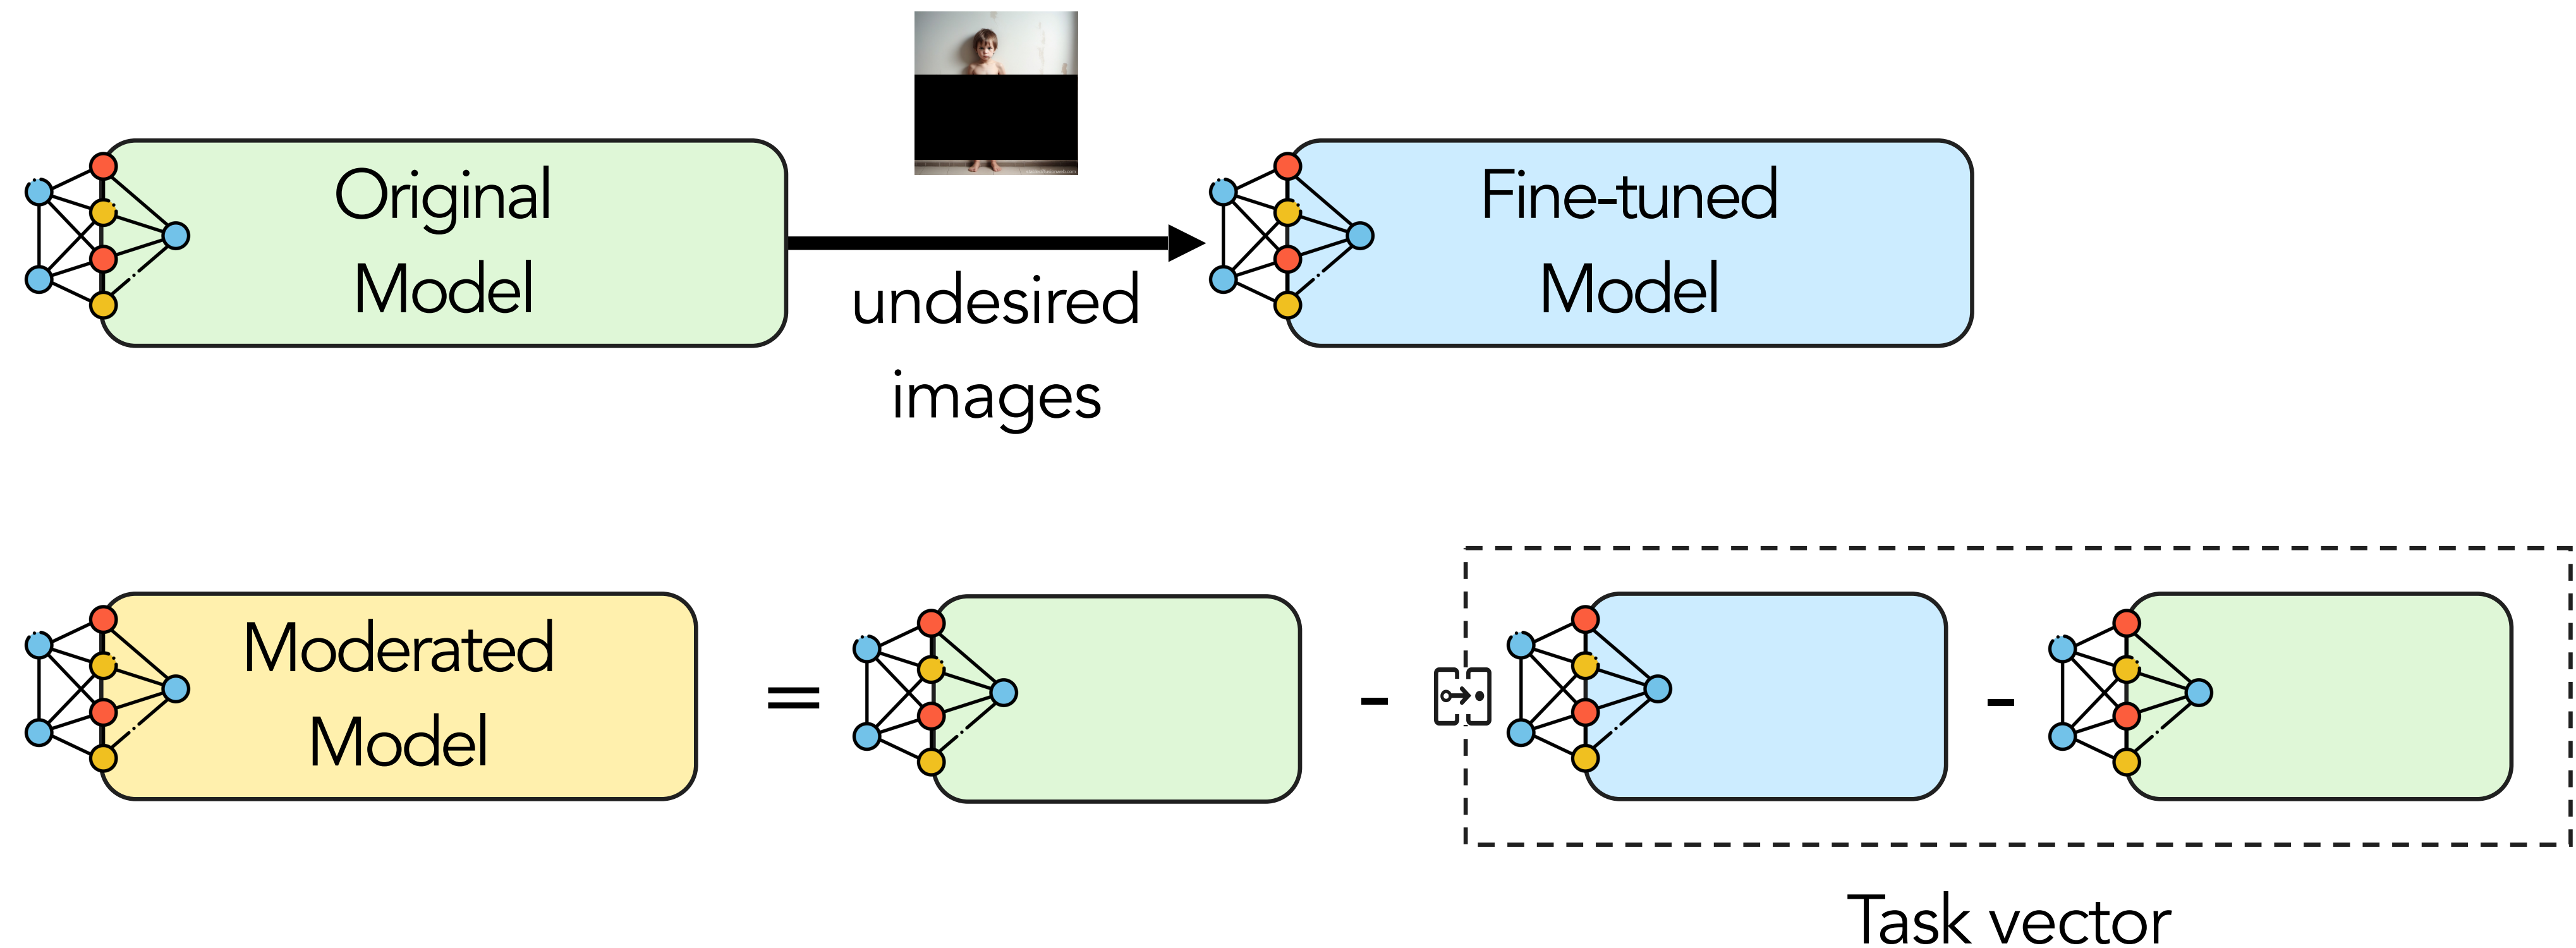 Original
Model
undesired
images
Fine-tuned
Model
Moderated
Model
=
-
-
Task vector